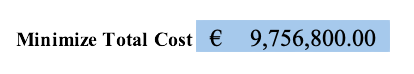 Minimize Total Cost € 9,756,800.00